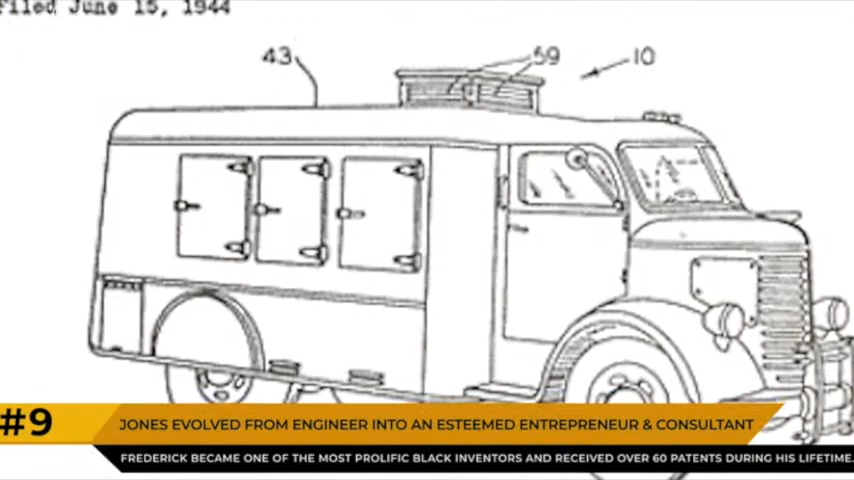 Filed June 15, 1944
43
59
10
#9
JONES EVOLVED FROM ENGINEER INTO AN ESTEEMED ENTREPRENEUR & CONSULTANT
FREDERICK BECAME ONE OF THE MOST PROLIFIC BLACK INVENTORS AND RECEIVED OVER 60 PATENTS DURING HIS LIFETIME.